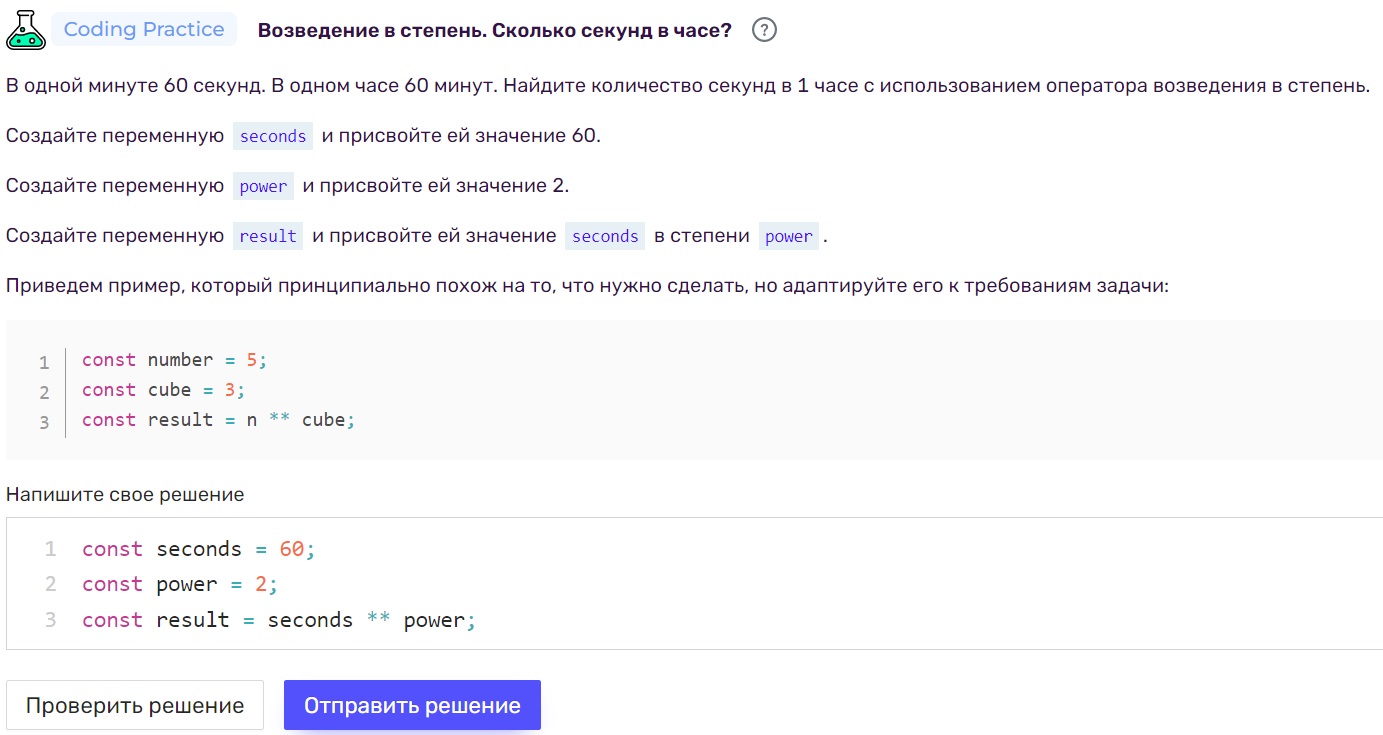 Coding Practice Возведение в степень. Сколько секунд в часе? ?
В одной минуте 60 секунд. В одном часе 60 минут. Найдите количество секунд в 1 часе с использованием оператора возведения в степень.
Создайте переменную seconds и присвойте ей значение 60.
Создайте переменную power и присвойте ей значение 2.
Создайте переменную result и присвойте ей значение seconds в степени power .
Приведем пример, который принципиально похож на то, что нужно сделать, но адаптируйте его к требованиям задачи:
1 const number = 5;
2 const cube = 3;
3 const result = n ** cube;
Напишите свое решение
1 const seconds = 60;
2 const power = 2;
3 const result = seconds ** power;
Проверить решение Отправить решение